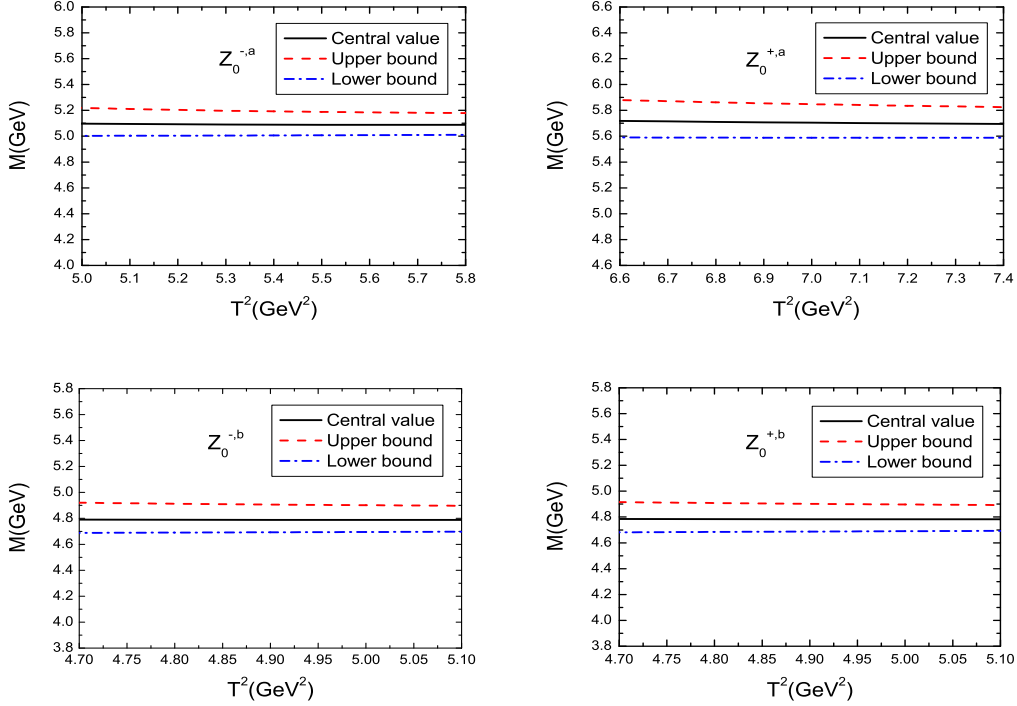 6.0
5.8
5.6
5.4
5.2
5.0
4.8
4.6
4.4
4.2
4.0
M(GeV)
Z0-,a
Central value
Upper bound
Lower bound
5.0 5.1 5.2 5.3 5.4 5.5 5.6 5.7 5.8
T2(GeV2)
6.6
6.4
6.2
6.0
5.8
5.6
5.4
5.2
5.0
4.8
4.6
M(GeV)
Z0+,a
Central value
Upper bound
Lower bound
6.6 6.7 6.8 6.9 7.0 7.1 7.2 7.3 7.4
T2(GeV2)
5.8
5.6
5.4
5.2
5.0
4.8
4.6
4.4
4.2
4.0
3.8
M(GeV)
Z0-,b
Central value
Upper bound
Lower bound
4.70 4.75 4.80 4.85 4.90 4.95 5.00 5.05 5.10
T2(GeV2)
5.8
5.6
5.4
5.2
5.0
4.8
4.6
4.4
4.2
4.0
3.8
M(GeV)
Z0+,b
Central value
Upper bound
Lower bound
4.70 4.75 4.80 4.85 4.90 4.95 5.00 5.05 5.10
T2(GeV2)